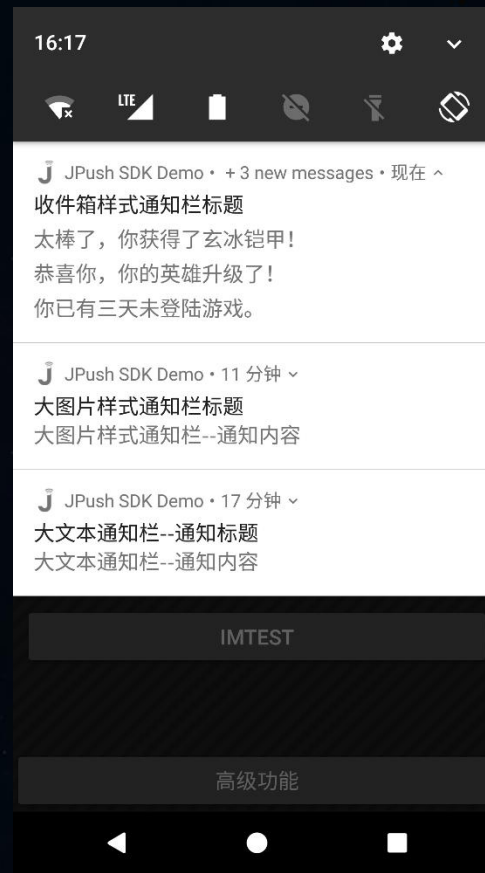 16:17
LTE
JPush SDK Demo • + 3 new messages • 现在
收件箱样式通知栏标题
太棒了，你获得了玄冰铠甲！
恭喜你，你的英雄升级了！
你已有三天未登陆游戏。
JPush SDK Demo • 11 分钟
大图片样式通知栏标题
大图片样式通知栏--通知内容
JPush SDK Demo • 17 分钟
大文本通知栏--通知标题
大文本通知栏--通知内容
IMTEST
高级功能